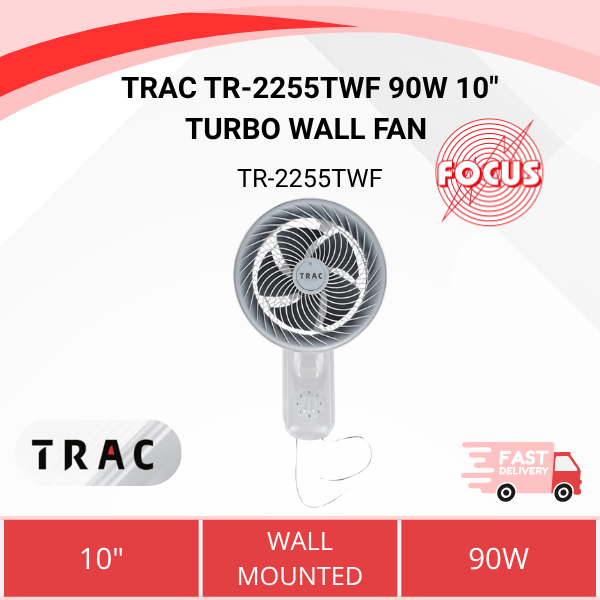 TRAC TR-2255TWF 90W 10"
TURBO WALL FAN
TR-2255TWF
FOCUS
TRAC
TRAC
FAST
DELIVERY
10"
WALL
MOUNTED
90W